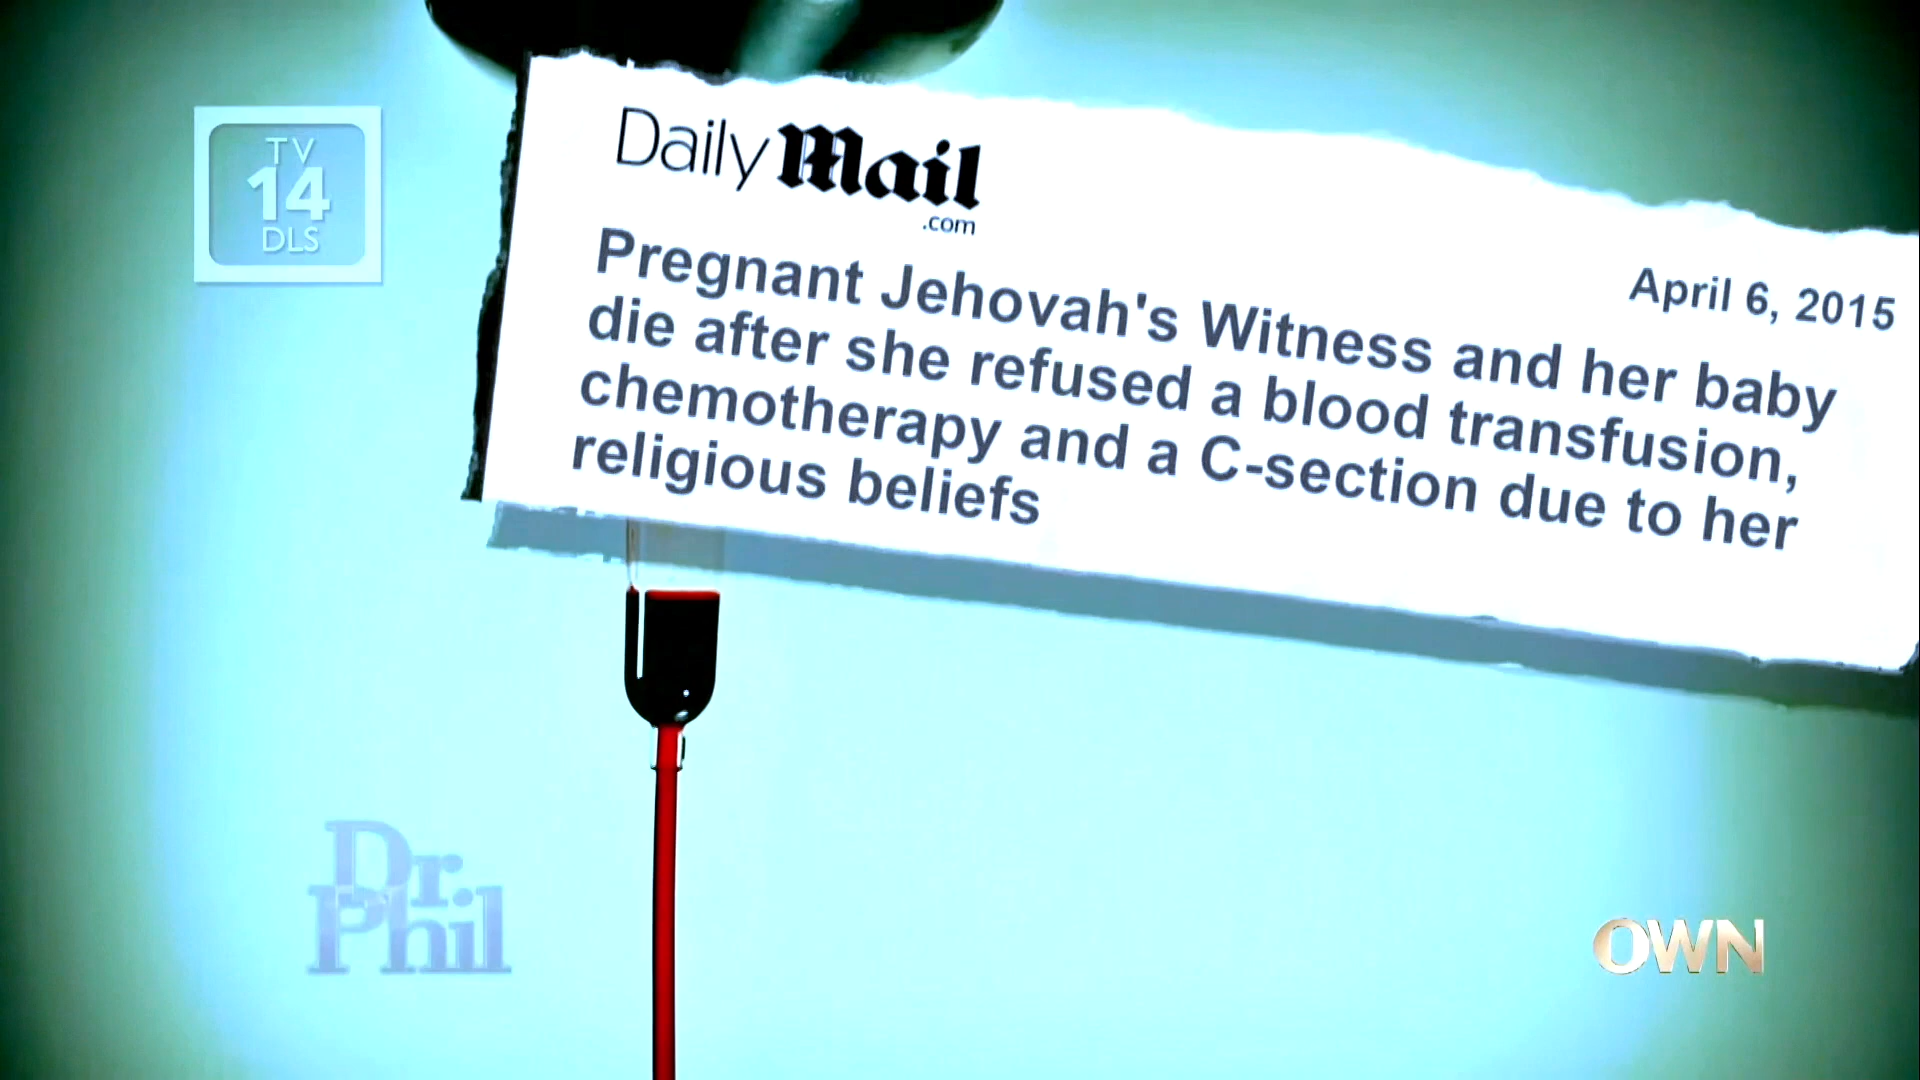 TV
14
DLS
Daily Mail
.com
April 6, 2015
Pregnant Jehovah's Witness and her baby
die after she refused a blood transfusion,
chemotherapy and a C-section due to her
religious beliefs
Dr.
Phil
OWN